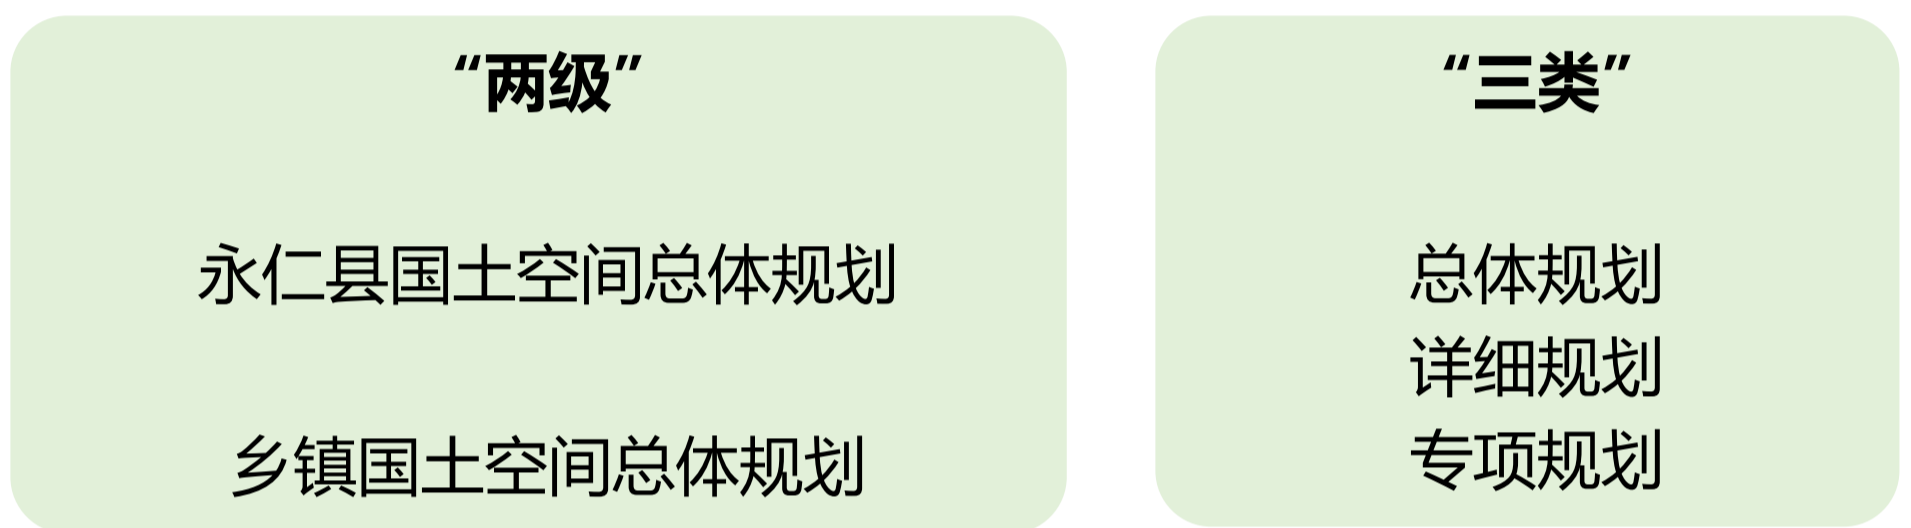 “两级”
永仁县国土空间总体规划
乡镇国土空间总体规划
“三类”
总体规划
详细规划
专项规划